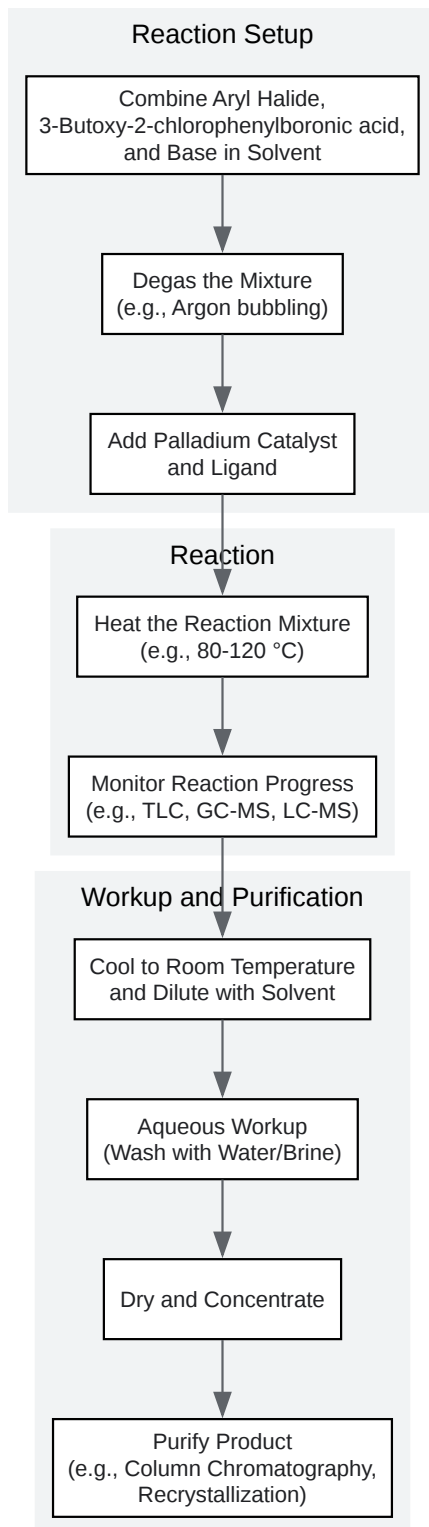 Reaction Setup
Combine Aryl Halide,
3-Butoxy-2-chlorophenylboronic acid,
and Base in Solvent
Degas the Mixture
(e.g., Argon bubbling)
Add Palladium Catalyst
and Ligand
Reaction
Heat the Reaction Mixture
(e.g., 80-120 °C)
Monitor Reaction Progress
(e.g., TLC, GC-MS, LC-MS)
Workup and Purification
Cool to Room Temperature
and Dilute with Solvent
Aqueous Workup
(Wash with Water/Brine)
Dry and Concentrate
Purify Product
(e.g., Column Chromatography,
Recrystallization)